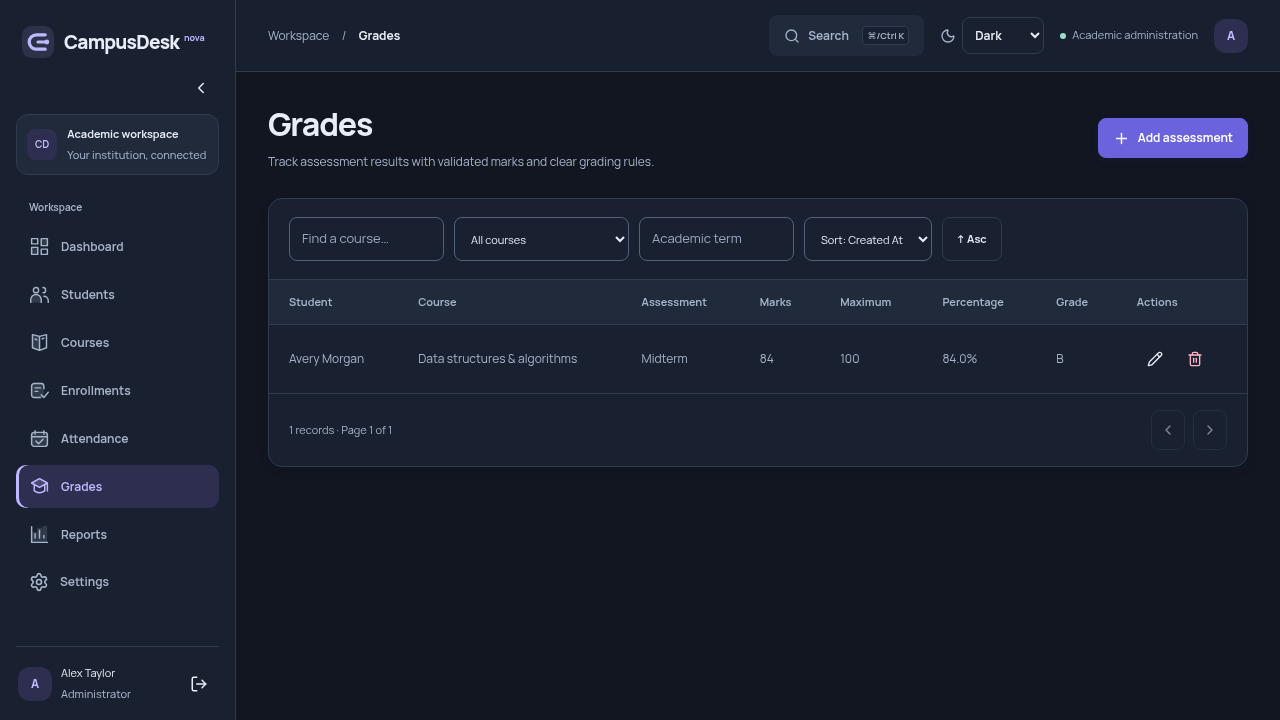 CampusDesk nova
CD
Academic workspace
Your institution, connected
Workspace
Dashboard
Students
Courses
Enrollments
Attendance
Grades
Reports
Settings
A
Alex Taylor
Administrator
Workspace / Grades
Search ⌘/Ctrl K
Dark
Academic administration
A
Grades
Track assessment results with validated marks and clear grading rules.
Add assessment
Find a course...
All courses
Academic term
Sort: Created At
↑ Asc
Student Course Assessment Marks Maximum Percentage Grade Actions
Avery Morgan Data structures & algorithms Midterm 84 100 84.0% B
1 records · Page 1 of 1